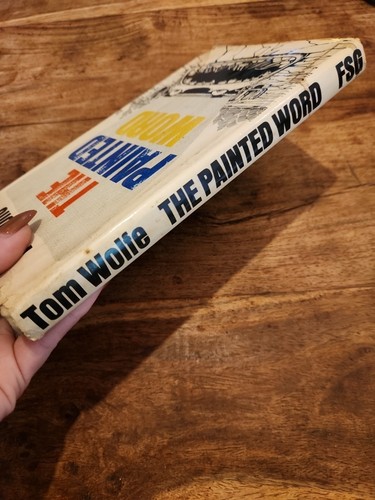 Tom Wolfe THE PAINTED WORD FSG
THE
PAINTED
WORD